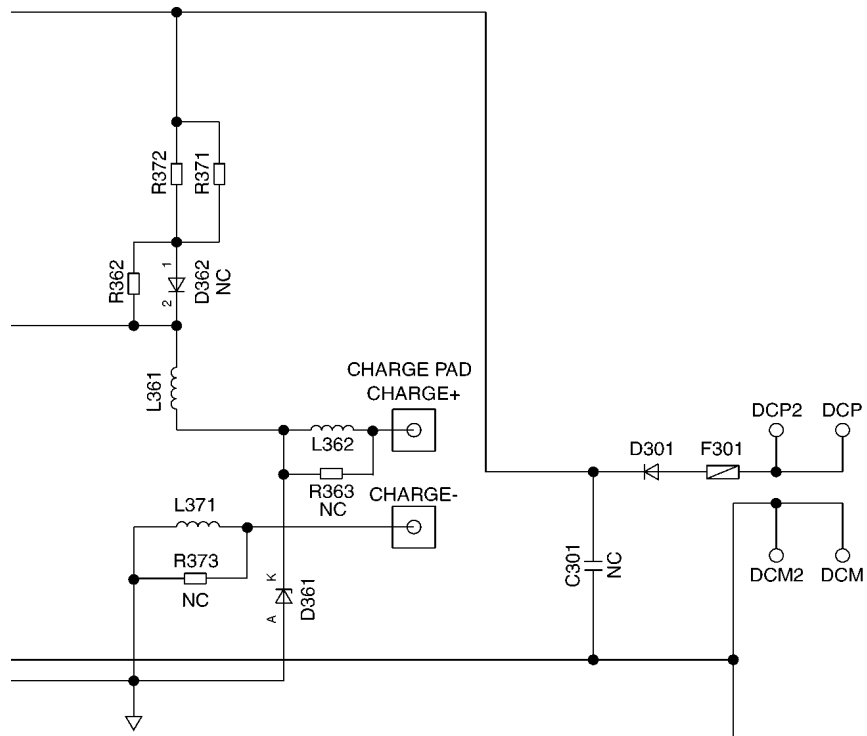 R372
R371
R362
1
2
D362
NC
L361
CHARGE PAD
CHARGE+
L362
R363
NC
CHARGE-
L371
R373
NC
K
A
D361
DCP2
DCP
D301
F301
C301
NC
DCM2
DCM